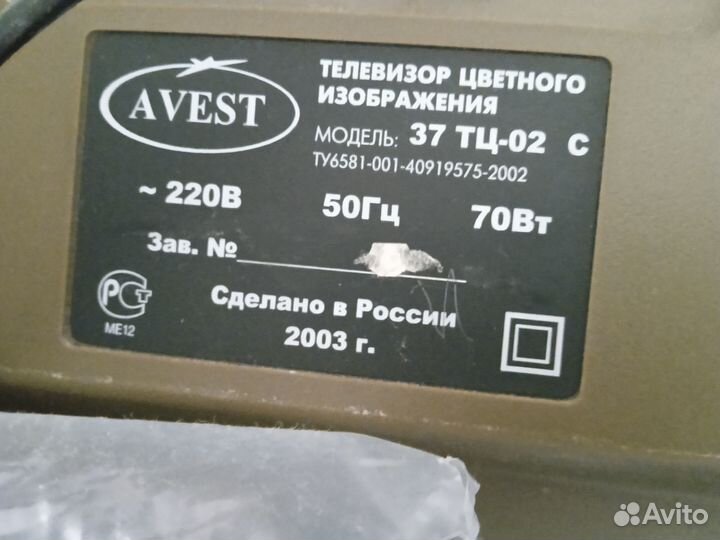 AVEST
ТЕЛЕВИЗОР ЦВЕТНОГО
ИЗОБРАЖЕНИЯ
МОДЕЛЬ: 37 ТЦ-02 С
ТУ6581-001-40919575-2002
~ 220В 50Гц 70Вт
Зав. №
РСТ
МЕ12
Сделано в России
2003 г.
Avito